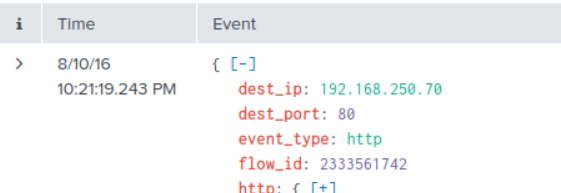 i Time Event
> 8/10/16 { [-]
10:21:19.243 PM dest_ip: 192.168.250.70
dest_port: 80
event_type: http
flow_id: 2333561742
http: { [+]